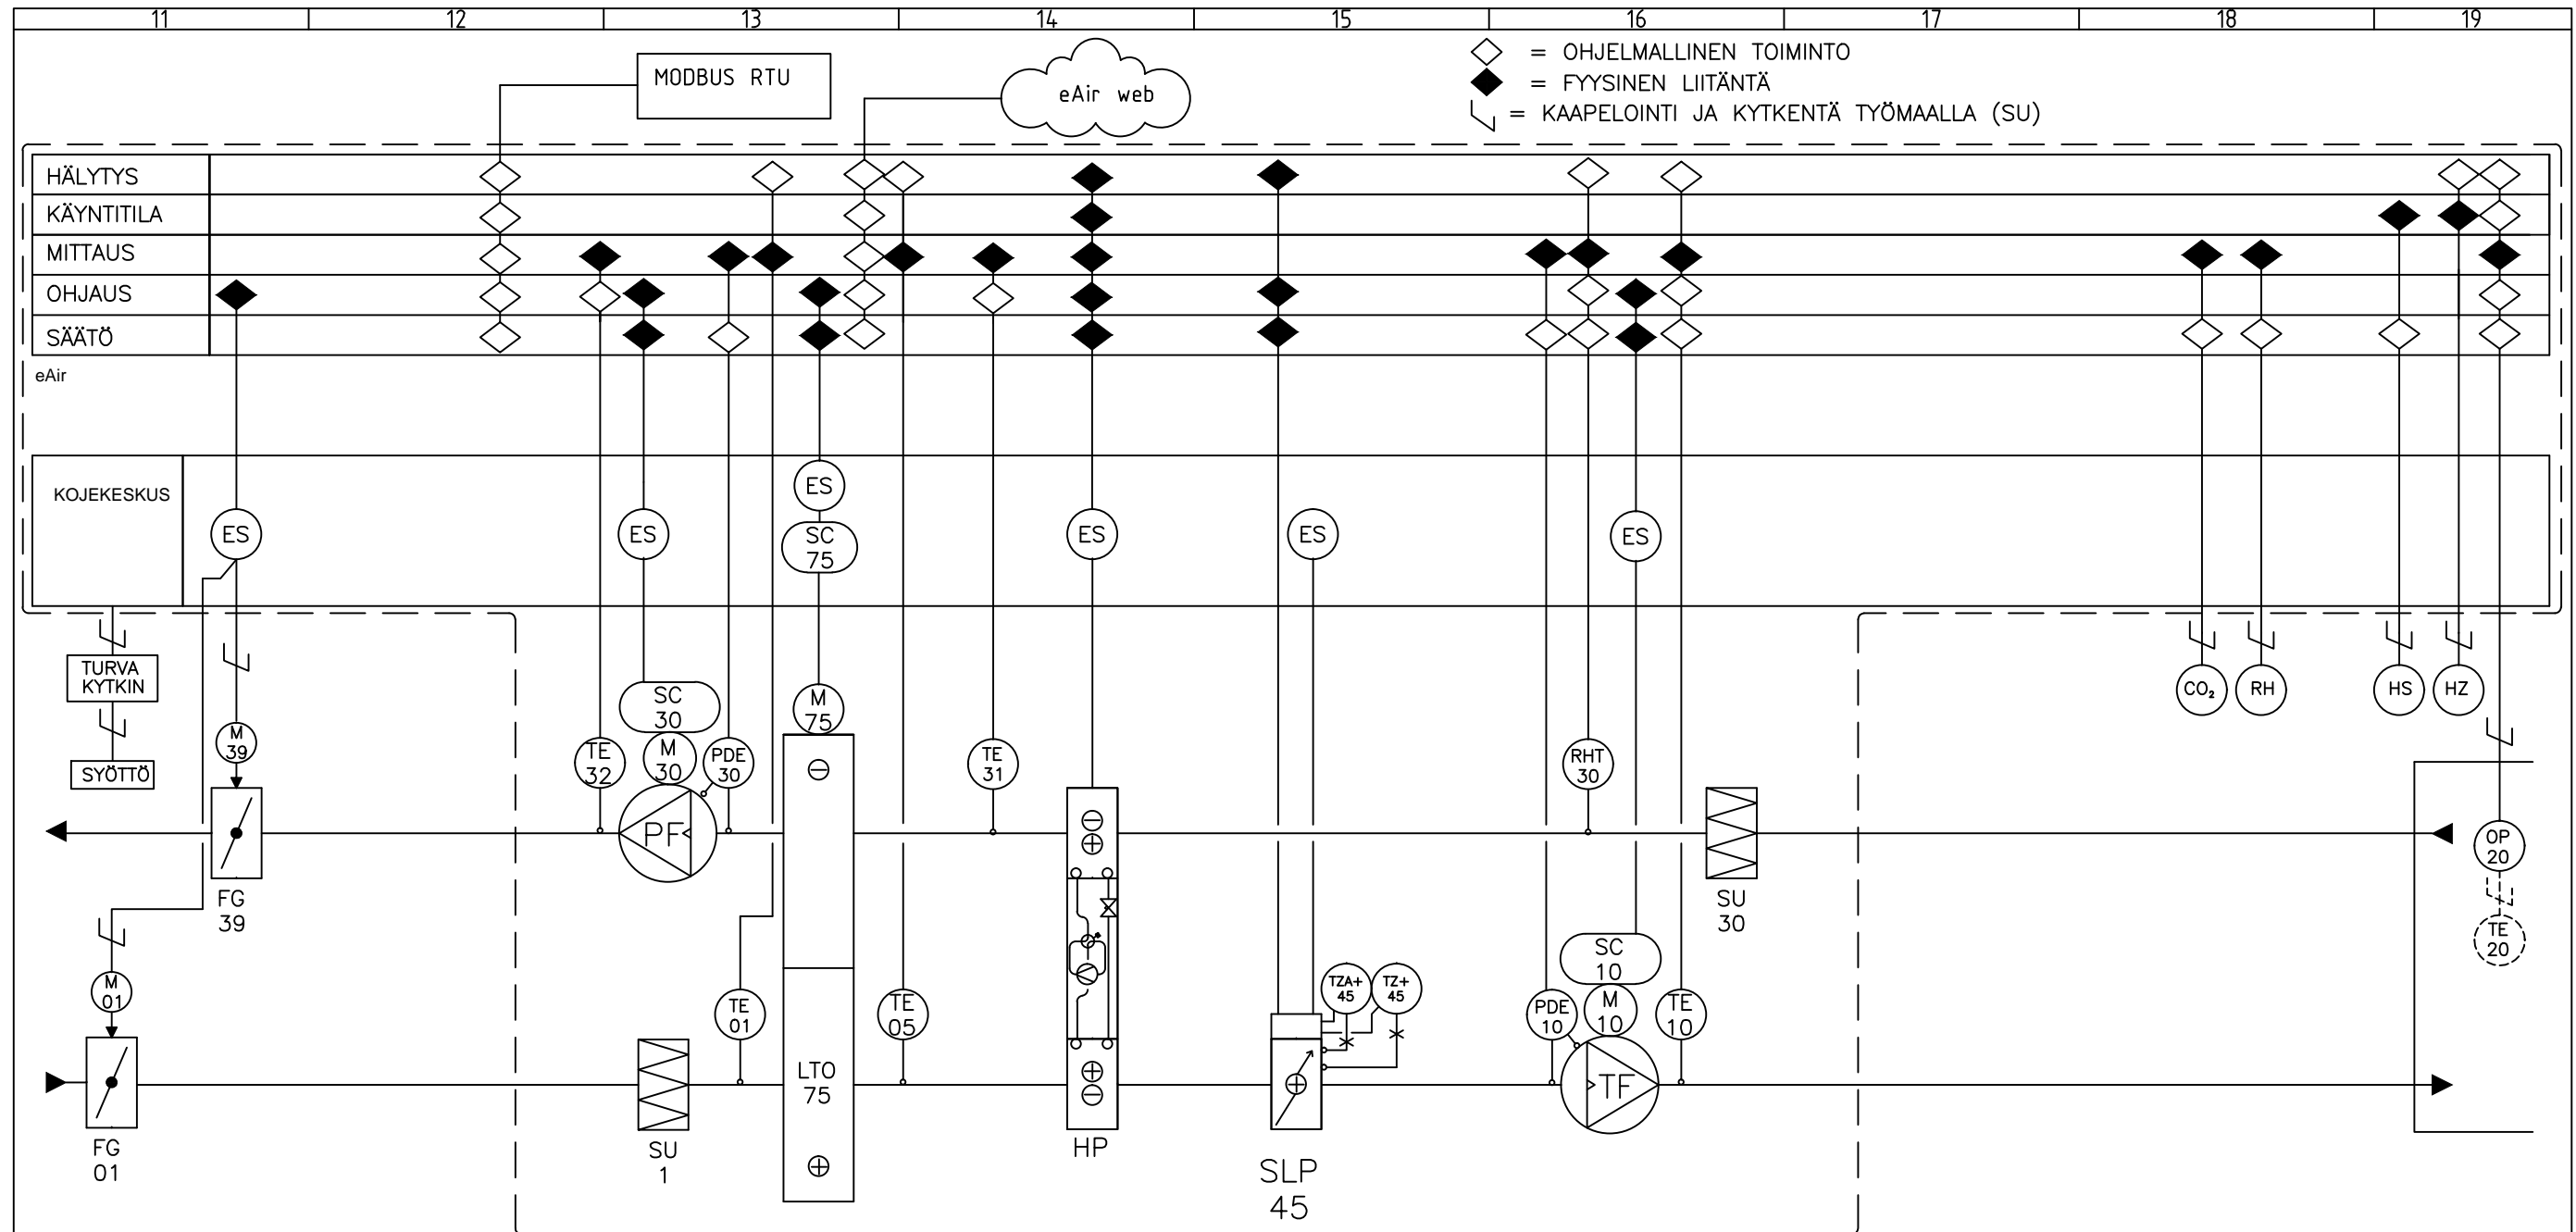 11 12 13 14 15 16 17 18 19
MODBUS RTU
eAir web
= OHJELMALLINEN TOIMINTO
= FYYSINEN LIITÄNTÄ
= KAAPELOINTI JA KYTKENTÄ TYÖMAALLA (SU)
HÄLYTYS
KÄYNTITILA
MITTAUS
OHJAUS
SÄÄTÖ
eAir
KOJEKESKUS
ES
ES
ES
SC
75
ES
ES
ES
TURVA
KYTKIN
SYÖTTÖ
M
39
TE
32
SC
30
M
30
PDE
30
M
75
TE
31
RHT
30
CO₂
RH
HS
HZ
PF
FG
39
SU
30
OP
20
TE
20
M
01
FG
01
SU
1
TE
01
LTO
75
TE
05
HP
TZA+
45
TZ+
45
SLP
45
PDE
10
SC
10
M
10
TE
10
TF